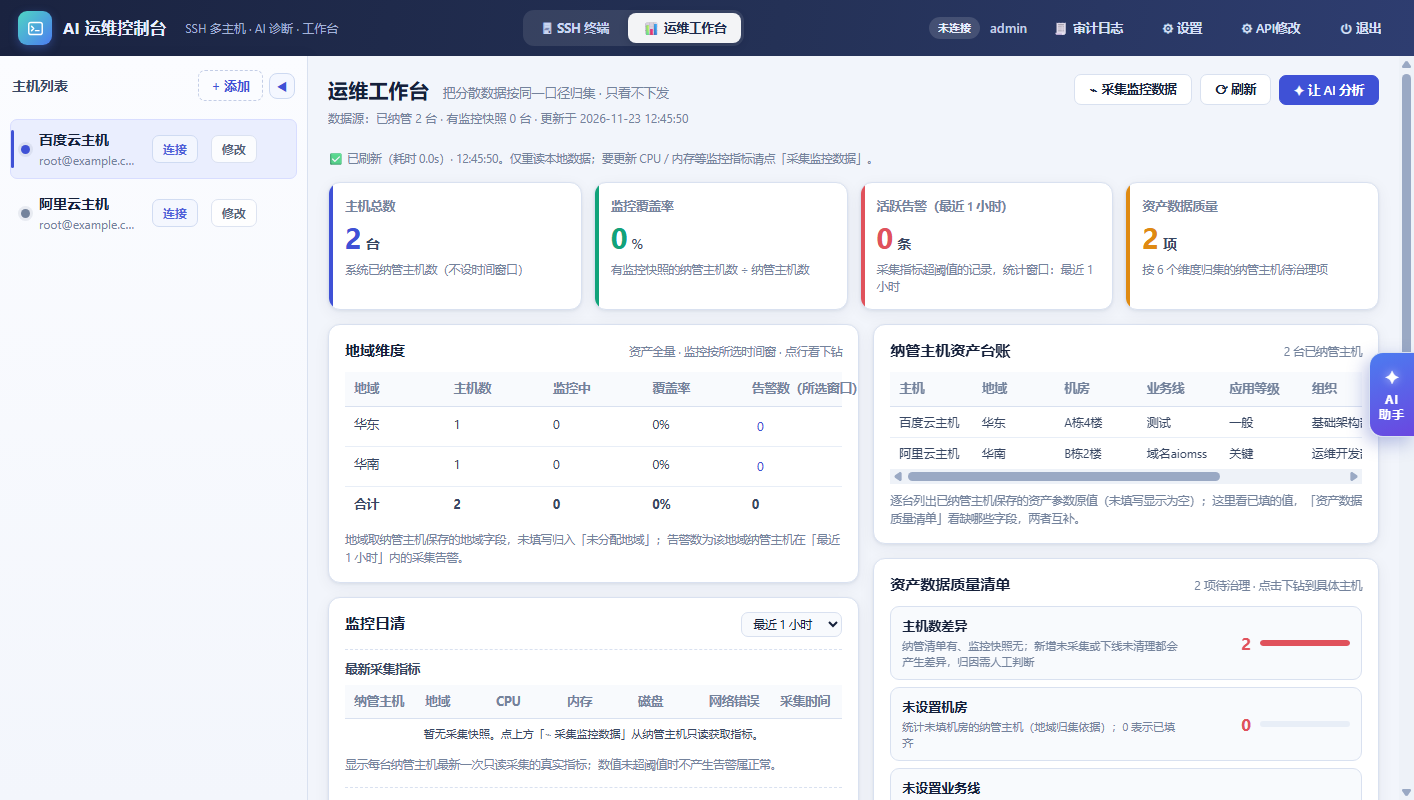 AI 运维控制台
SSH 多主机 · AI 诊断 · 工作台
SSH 终端
运维工作台
未连接
admin
审计日志
设置
API修改
退出
主机列表
+ 添加
百度云主机
root@example.c...
连接
修改
阿里云主机
root@example.c...
连接
修改
运维工作台
把分散数据按同一口径归集 · 只看不下发
数据源：已纳管 2 台 · 有监控快照 0 台 · 更新于 2026-11-23 12:45:50
~ 采集监控数据
⟳ 刷新
✦ 让 AI 分析
✅ 已刷新（耗时 0.0s）· 12:45:50。仅重读本地数据；要更新 CPU / 内存等监控指标请点「采集监控数据」。
主机总数
2 台
系统已纳管主机数（不设时间窗口）
监控覆盖率
0 %
有监控快照的纳管主机数 ÷ 纳管主机数
活跃告警（最近 1 小时）
0 条
采集指标超阈值的记录，统计窗口：最近 1
小时
资产数据质量
2 项
按 6 个维度归集的纳管主机待治理项
地域维度
资产全量 · 监控按所选时间窗 · 点行看下钻
地域 主机数 监控中 覆盖率 告警数（所选窗口）
华东 1 0 0% 0
华南 1 0 0% 0
合计 2 0 0% 0
地域取纳管主机保存的地域字段，未填写归入「未分配地域」；告警数为该地域纳管主机在「最近
1 小时」内的采集告警。
监控日清
最近 1 小时
最新采集指标
纳管主机 地域 CPU 内存 磁盘 网络错误 采集时间
暂无采集快照。点上方「~ 采集监控数据」从纳管主机只读获取指标。
显示每台纳管主机最新一次只读采集的真实指标；数值未超阈值时不产生告警属正常。
纳管主机资产台账
2 台已纳管主机
主机 地域 机房 业务线 应用等级 组织
百度云主机 华东 A栋4楼 测试 一般 基础架构
阿里云主机 华南 B栋2楼 域名aiomss 关键 运维开发
逐台列出已纳管主机保存的资产参数原值（未填写显示为空）；这里看已填的值，「资产数据
质量清单」看缺哪些字段，两者互补。
资产数据质量清单
2 项待治理 · 点击下钻到具体主机
主机数差异
纳管清单有、监控快照无；新增未采集或下线未清理都会
产生差异，归因需人工判断
2
未设置机房
统计未填机房的纳管主机（地域归集依据）；0 表示已填
齐
0
未设置业务线
✦
AI
助手